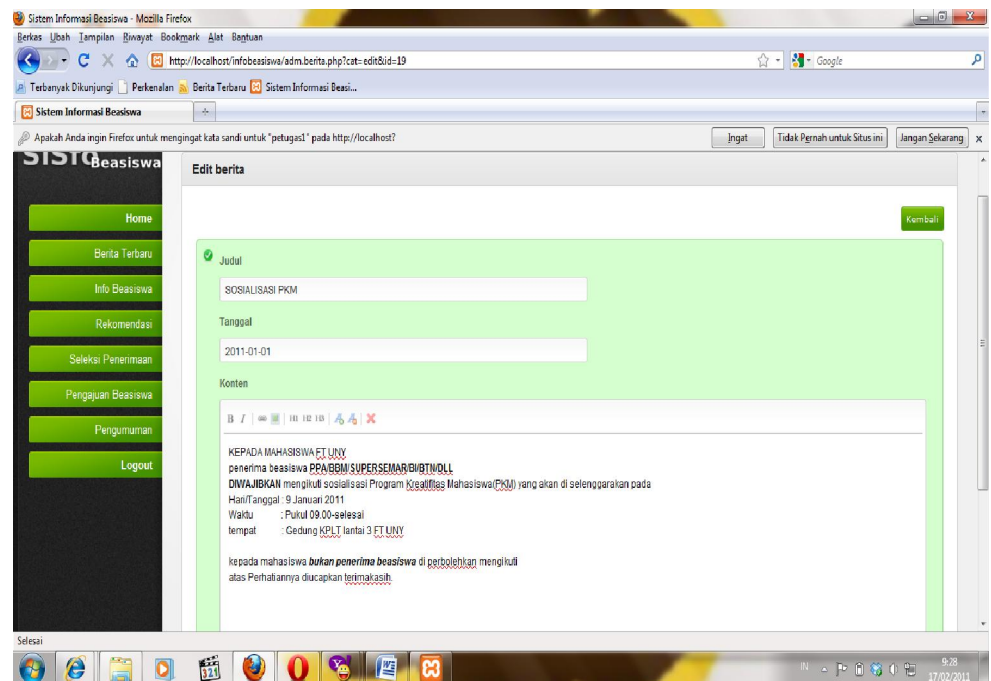 Sistem Informasi Beasiswa - Mozilla Firefox
Berkas Ubah Tampilan Riwayat Bookmark Alat Bantuan
http://localhost/infobeasiswa/adm.berita.php?cat=edit&id=19
Google
Terbanyak Dikunjungi Perkenalan Berita Terbaru Sistem Informasi Beasi...
Sistem Informasi Beasiswa
Apakah Anda ingin Firefox untuk mengingat kata sandi untuk "petugas1" pada http://localhost?
Ingat Tidak Pernah untuk Situs ini Jangan Sekarang x
Beasiswa
Edit berita
Kembali
Home
Berita Terbaru
Info Beasiswa
Rekomendasi
Seleksi Penerimaan
Pengajuan Beasiswa
Pengumuman
Logout
Judul
SOSIALISASI PKM
Tanggal
2011-01-01
Konten
B I H1 H2 H3
KEPADA MAHASISWA FT UNY
penerima beasiswa PPA/BBM/SUPERSEMAR/BI/BTN/DLL
DIWAJIBKAN mengikuti sosialisasi Program Kreatifitas Mahasiswa(PKM) yang akan di selenggarakan pada
Hari/Tanggal : 9 Januari 2011
Waktu : Pukul 09.00-selesai
tempat : Gedung KPLT lantai 3 FT UNY
kepada mahasiswa bukan penerima beasiswa di perbolehkan mengikuti
atas Perhatiannya diucapkan terimakasih.
Selesai
321
IN
9:28
17/02/2011